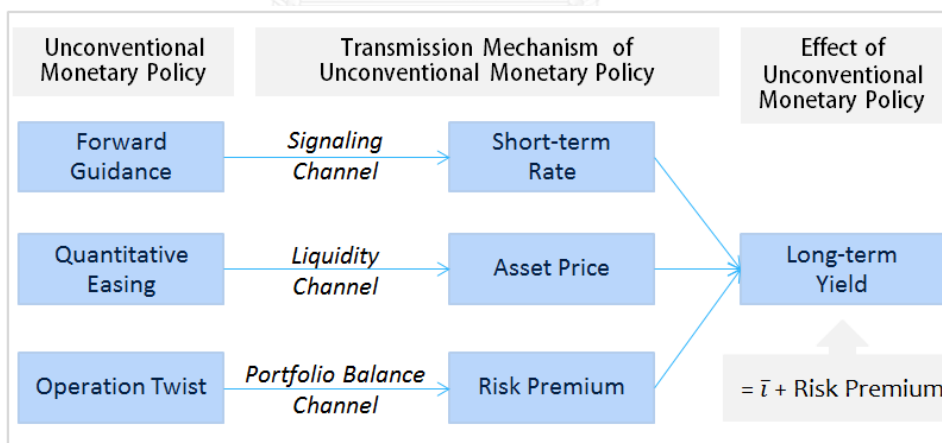 Unconventional
Monetary Policy
Transmission Mechanism of
Unconventional Monetary Policy
Effect of
Unconventional
Monetary Policy
Forward
Guidance
Signaling
Channel
Short-term
Rate
Quantitative
Easing
Liquidity
Channel
Asset Price
Long-term
Yield
Operation Twist
Portfolio Balance
Channel
Risk Premium
= ῑ + Risk Premium